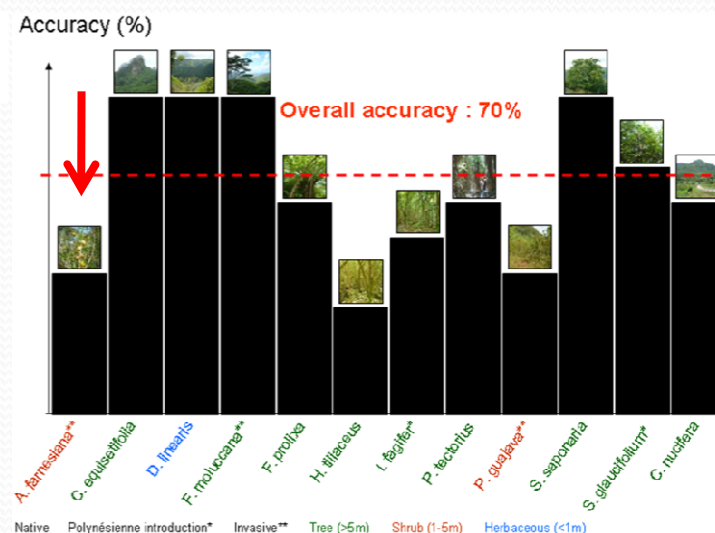 Accuracy (%)
Overall accuracy : 70%
A. farnesiana**
C. equisetifolia
D. linearis
F. moluccana**
F. prolixa
H. tiliaceus
I. fagifer*
P. tectorius
P. guajava**
S. saponaria
S. glaucifolium*
C. nucifera
Native Polynésienne introduction* Invasive** Tree (>5m) Shrub (1-5m) Herbaceous (<1m)